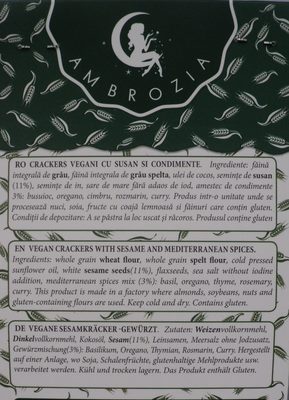 AMBROZIA
RO CRACKERS VEGANI CU SUSAN SI CONDIMENTE. Ingrediente: făină
integrală de grâu, făină integrală de grâu spelta, ulei de cocos, seminţe de susan
(11%), seminţe de in, sare de mare fără adaos de iod, amestec de condimente
3%: busuioc, oregano, cimbru, rozmarin, curry. Produs intr-o unitate unde se
procesează nuci, soia, fructe cu coajă lemnoasă si făinuri care conţin gluten.
Condiţii de depozitare: A se păstra la loc uscat şi răcoros. Produsul conţine gluten
EN VEGAN CRACKERS WITH SESAME AND MEDITERRANEAN SPICES.
Ingredients: whole grain wheat flour, whole grain spelt flour, cold pressed
sunflower oil, white sesame seeds(11%), flaxseeds, sea salt without iodine
addition, mediterranean spices mix (3%): basil, oregano, thyme, rosemary,
curry. This product is made in a factory where almonds, soybeans, nuts and
gluten-containing flours are used. Keep cold and dry. Contains gluten.
DE VEGANE SESAMKRÄCKER -GEWÜRZT. Zutaten: Weizenvollkornmehl,
Dinkelvollkornmehl, Kokosöl, Sesam(11%), Leinsamen, Meersalz ohne Jodzusatz,
Gewürzmischung(3%): Basilikum, Oregano, Thymian, Rosmarin, Curry. Hergestellt
auf einer Anlage, wo Soja, Schalenfrüchte, glutenhaltige Mehlprodukte usw.
verarbeitet werden. Kühl und trocken lagern. Das Produkt enthält Gluten.